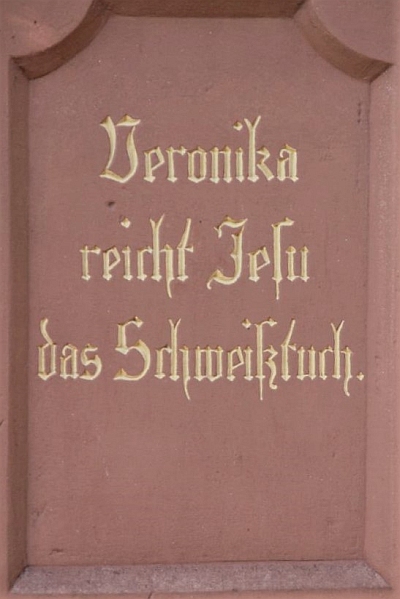 Veronika
reicht Jeſu
das Schweißtuch.